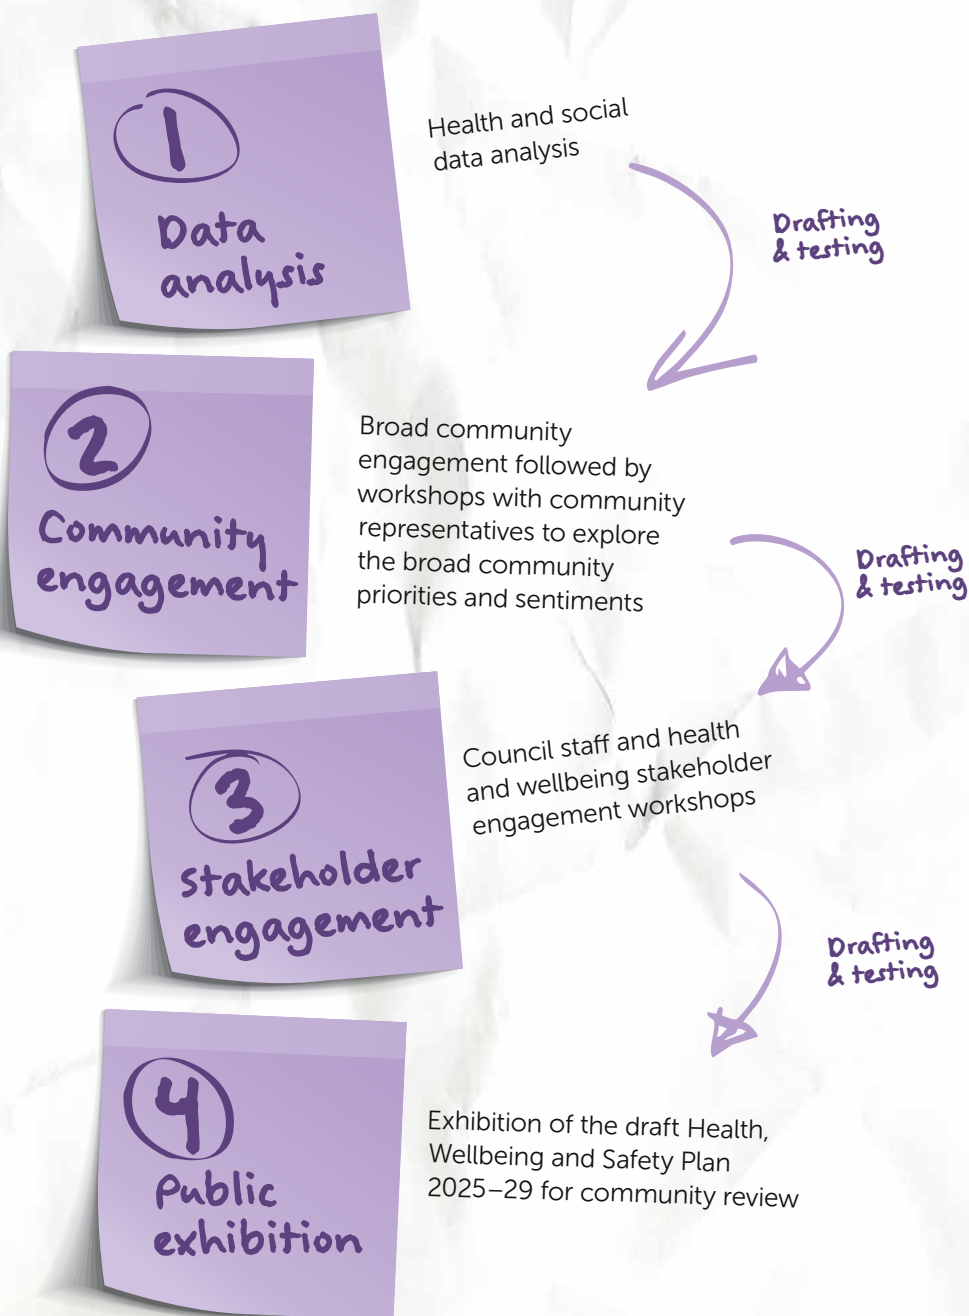 1
Data
analysis
Health and social
data analysis
Drafting
& testing
2
Community
engagement
Broad community
engagement followed by
workshops with community
representatives to explore
the broad community
priorities and sentiments
Drafting
& testing
3
stakeholder
engagement
Council staff and health
and wellbeing stakeholder
engagement workshops
Drafting
& testing
4
Public
exhibition
Exhibition of the draft Health,
Wellbeing and Safety Plan
2025–29 for community review